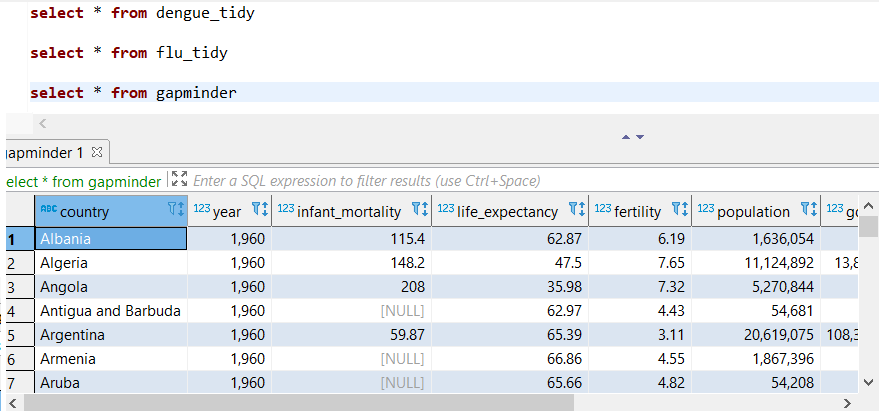 select * from dengue_tidy
select * from flu_tidy
select * from gapminder
gapminder 1
elect * from gapminder Enter a SQL expression to filter results (use Ctrl+Space)
ABC country 123 year 123 infant_mortality 123 life_expectancy 123 fertility 123 population 123 gd
1 Albania 1,960 115.4 62.87 6.19 1,636,054
2 Algeria 1,960 148.2 47.5 7.65 11,124,892 13,8
3 Angola 1,960 208 35.98 7.32 5,270,844
4 Antigua and Barbuda 1,960 [NULL] 62.97 4.43 54,681
5 Argentina 1,960 59.87 65.39 3.11 20,619,075 108,3
6 Armenia 1,960 [NULL] 66.86 4.55 1,867,396
7 Aruba 1,960 [NULL] 65.66 4.82 54,208